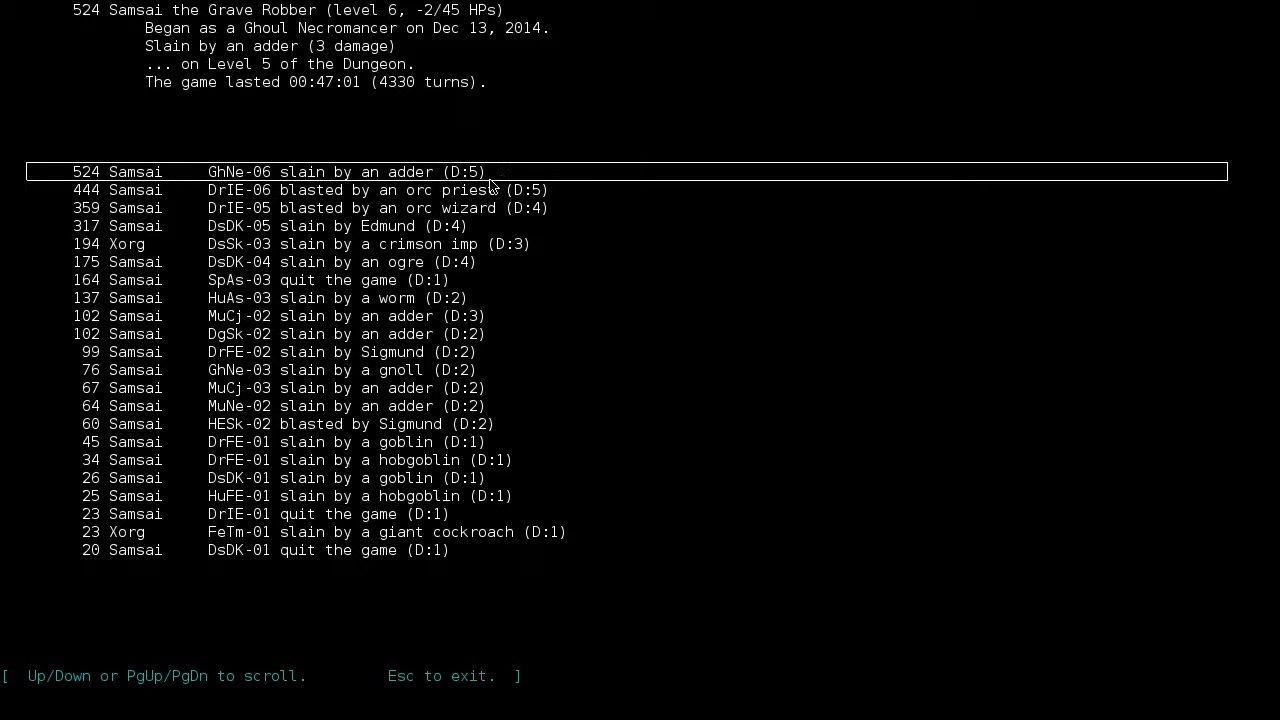 524 Samsai the Grave Robber (level 6, -2/45 HPs)
Began as a Ghoul Necromancer on Dec 13, 2014.
Slain by an adder (3 damage)
... on Level 5 of the Dungeon.
The game lasted 00:47:01 (4330 turns).
524 Samsai GhNe-06 slain by an adder (D:5)
444 Samsai DrIE-06 blasted by an orc priest (D:5)
359 Samsai DrIE-05 blasted by an orc wizard (D:4)
317 Samsai DsDK-05 slain by Edmund (D:4)
194 Xorg DsSk-03 slain by a crimson imp (D:3)
175 Samsai DsDK-04 slain by an ogre (D:4)
164 Samsai SpAs-03 quit the game (D:1)
137 Samsai HuAs-03 slain by a worm (D:2)
102 Samsai MuCj-02 slain by an adder (D:3)
102 Samsai DgSk-02 slain by an adder (D:2)
99 Samsai DrFE-02 slain by Sigmund (D:2)
76 Samsai GhNe-03 slain by a gnoll (D:2)
67 Samsai MuCj-03 slain by an adder (D:2)
64 Samsai MuNe-02 slain by an adder (D:2)
60 Samsai HESk-02 blasted by Sigmund (D:2)
45 Samsai DrFE-01 slain by a goblin (D:1)
34 Samsai DrFE-01 slain by a hobgoblin (D:1)
26 Samsai DsDK-01 slain by a goblin (D:1)
25 Samsai HuFE-01 slain by a hobgoblin (D:1)
23 Samsai DrIE-01 quit the game (D:1)
23 Xorg FeTm-01 slain by a giant cockroach (D:1)
20 Samsai DsDK-01 quit the game (D:1)
[ Up/Down or PgUp/PgDn to scroll. Esc to exit. ]